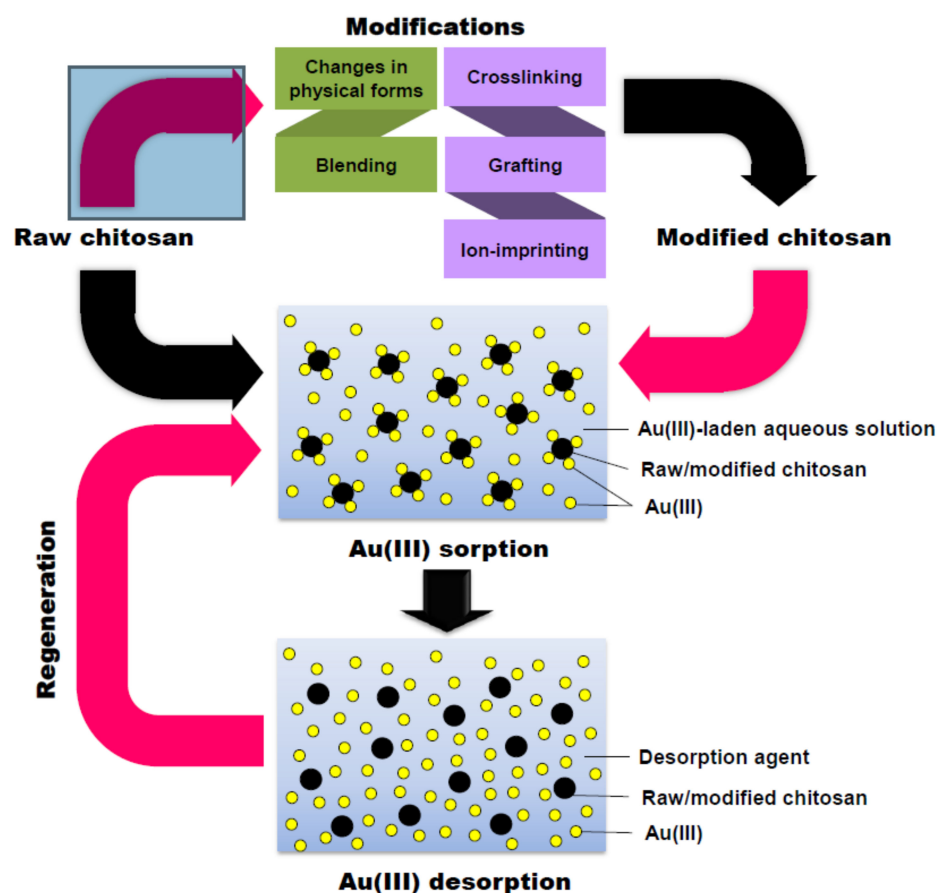 Modifications
Changes in
physical forms
Crosslinking
Blending
Grafting
Ion-imprinting
Raw chitosan
Modified chitosan
Au(III)-laden aqueous solution
Raw/modified chitosan
Au(III)
Au(III) sorption
Regeneration
Desorption agent
Raw/modified chitosan
Au(III)
Au(III) desorption